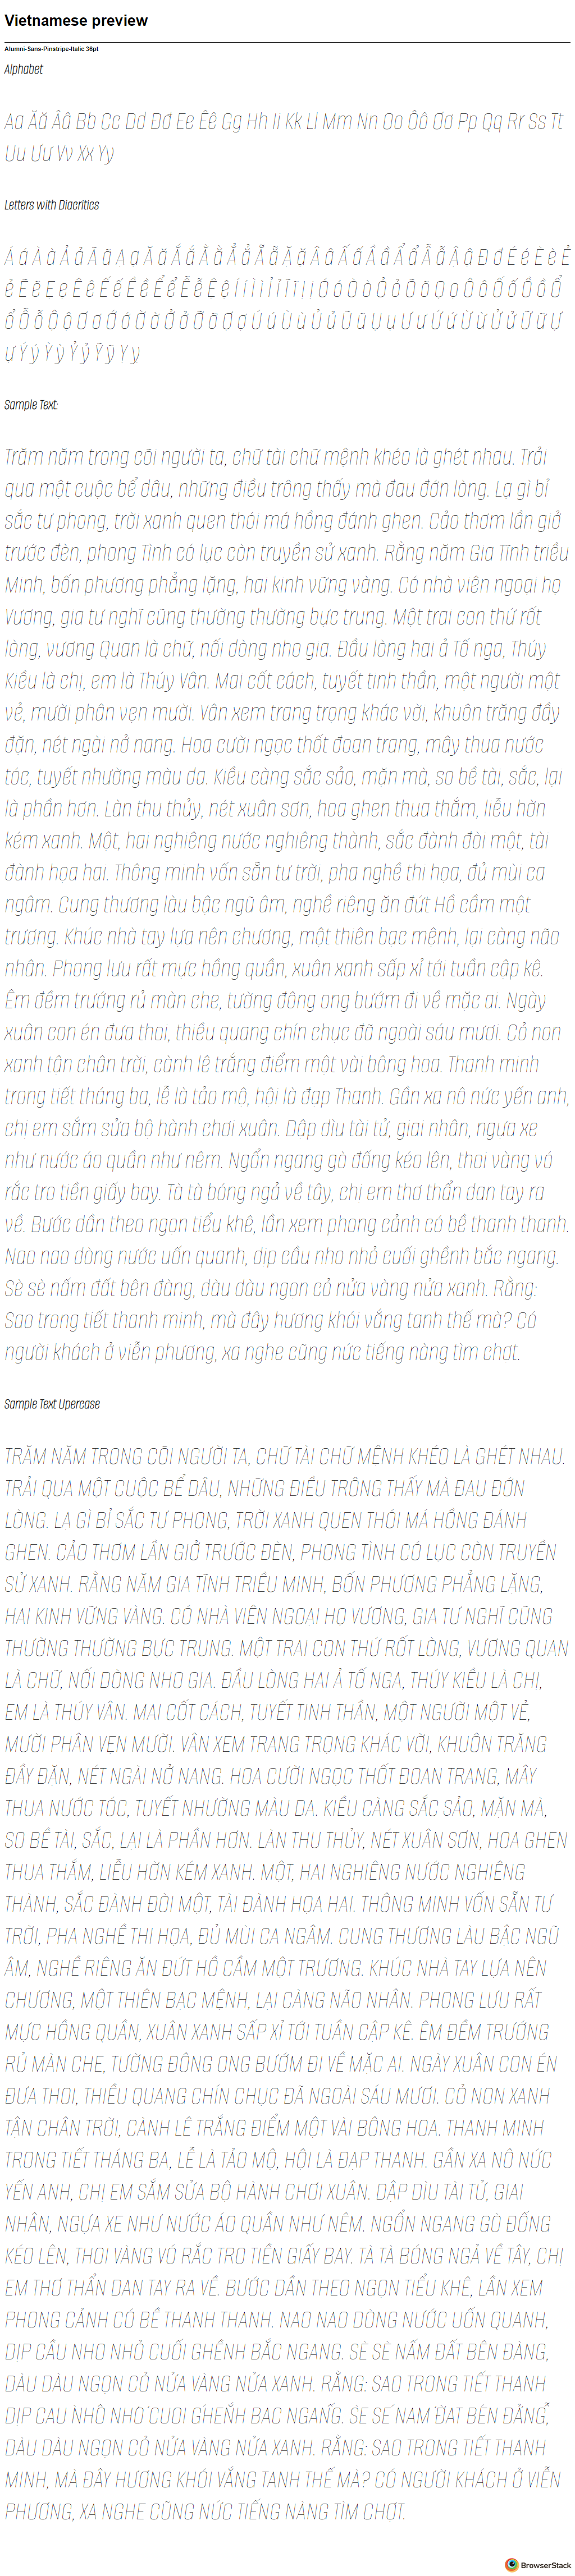 Vietnamese preview
Alumni-Sans-Pinstripe-Italic 36pt
Alphabet
Aa Ăă Ââ Bb Cc Dd Đđ Ee Êê Gg Hh Ii Kk Ll Mm Nn Oo Ôô Ơơ Pp Qq Rr Ss Tt
Uu Ưư Vv Xx Yy
Letters with Diacritics
Á á À à Ả ả Ã ã Ạ ạ Ă ă Ắ ắ Ằ ằ Ẳ ẳ Ẵ ẵ Ặ ặ Â â Ấ ấ Ầ ầ Ẩ ẩ Ẫ ẫ Ậ ậ Đ đ É é È è Ẻ
ẻ Ẽ ẽ Ẹ ẹ Ê ê Ế ế Ề ề Ể ể Ễ ễ Ệ ệ Í í Ì ì Ỉ ỉ Ĩ ĩ Ị ị Ó ó Ò ò Ỏ ỏ Õ õ Ọ ọ Ô ô Ố ố Ồ ồ Ổ
ổ Ỗ ỗ Ộ ộ Ơ ơ Ớ ớ Ờ ờ Ở ở Ỡ ỡ Ợ ợ Ú ú Ù ù Ủ ủ Ũ ũ Ụ ụ Ư ư Ứ ứ Ừ ừ Ử ử Ữ ữ Ự
ự Ý ý Ỳ ỳ Ỷ ỷ Ỹ ỹ Ỵ ỵ
Sample Text:
Trăm năm trong cõi người ta, chữ tài chữ mệnh khéo là ghét nhau. Trải
qua một cuộc bể dâu, những điều trông thấy mà đau đớn lòng. Lạ gì bỉ
sắc tư phong, trời xanh quen thói má hồng đánh ghen. Cảo thơm lần giở
trước đèn, phong Tình có lục còn truyền sử xanh. Rằng năm Gia Tĩnh triều
Minh, bốn phương phẳng lặng, hai kinh vững vàng. Có nhà viên ngoại họ
Vương, gia tư nghĩ cũng thường thường bực trung. Một trai con thứ rốt
lòng, vương Quan là chữ, nối dòng nho gia. Đầu lòng hai ả Tố nga, Thúy
Kiều là chị, em là Thúy Vân. Mai cốt cách, tuyết tinh thần, một người một
vẻ, mười phân vẹn mười. Vân xem trang trọng khác vời, khuôn trăng đầy
đặn, nét ngài nở nang. Hoa cười ngọc thốt đoan trang, mây thua nước
tóc, tuyết nhường màu da. Kiều càng sắc sảo, mặn mà, so bề tài, sắc, lại
là phần hơn. Làn thu thủy, nét xuân sơn, hoa ghen thua thắm, liễu hờn
kém xanh. Một, hai nghiêng nước nghiêng thành, sắc đành đòi một, tài
đành họa hai. Thông minh vốn sẵn tư trời, pha nghề thi họa, đủ mùi ca
ngâm. Cung thương làu bậc ngũ âm, nghề riêng ăn đứt Hồ cầm một
trương. Khúc nhà tay lựa nên chương, một thiên bạc mệnh, lại càng não
nhân. Phong lưu rất mực hồng quần, xuân xanh sấp xỉ tới tuần cập kê.
Êm đềm trướng rủ màn che, tường đông ong bướm đi về mặc ai. Ngày
xuân con én đưa thoi, thiều quang chín chục đã ngoài sáu mươi. Cỏ non
xanh tận chân trời, cành lê trắng điểm một vài bông hoa. Thanh minh
trong tiết tháng ba, lễ là tảo mộ, hội là đạp Thanh. Gần xa nô nức yến anh,
chị em sắm sửa bộ hành chơi xuân. Dập dìu tài tử, giai nhân, ngựa xe
như nước áo quần như nêm. Ngổn ngang gò đống kéo lên, thoi vàng vó
rắc tro tiền giấy bay. Tà tà bóng ngả về tây, chị em thơ thẩn dan tay ra
về. Bước dần theo ngọn tiểu khê, lần xem phong cảnh có bề thanh thanh.
Nao nao dòng nước uốn quanh, dịp cầu nho nhỏ cuối ghềnh bắc ngang.
Sè sè nấm đất bên đàng, dàu dàu ngọn cỏ nửa vàng nửa xanh. Rằng:
Sao trong tiết thanh minh, mà đây hương khói vắng tanh thế mà? Có
người khách ở viễn phương, xa nghe cũng nức tiếng nàng tìm chơi.
Sample Text Upercase
TRĂM NĂM TRONG CÕI NGƯỜI TA, CHỮ TÀI CHỮ MỆNH KHÉO LÀ GHÉT NHAU.
TRẢI QUA MỘT CUỘC BỂ DÂU, NHỮNG ĐIỀU TRÔNG THẤY MÀ ĐAU ĐỚN
LÒNG. LẠ GÌ BỈ SẮC TƯ PHONG, TRỜI XANH QUEN THÓI MÁ HỒNG ĐÁNH
GHEN. CẢO THƠM LẦN GIỞ TRƯỚC ĐÈN, PHONG TÌNH CÓ LỤC CÒN TRUYỀN
SỬ XANH. RẰNG NĂM GIA TĨNH TRIỀU MINH, BỐN PHƯƠNG PHẲNG LẶNG,
HAI KINH VỮNG VÀNG. CÓ NHÀ VIÊN NGOẠI HỌ VƯƠNG, GIA TƯ NGHĨ CŨNG
THƯỜNG THƯỜNG BỰC TRUNG. MỘT TRAI CON THỨ RỐT LÒNG, VƯƠNG QUAN
LÀ CHỮ, NỐI DÒNG NHO GIA. ĐẦU LÒNG HAI Ả TỐ NGA, THÚY KIỀU LÀ CHỊ,
EM LÀ THÚY VÂN. MAI CỐT CÁCH, TUYẾT TINH THẦN, MỘT NGƯỜI MỘT VẺ,
MƯỜI PHÂN VẸN MƯỜI. VÂN XEM TRANG TRỌNG KHÁC VỜI, KHUÔN TRĂNG
ĐẦY ĐẶN, NÉT NGÀI NỞ NANG. HOA CƯỜI NGỌC THỐT ĐOAN TRANG, MÂY
THUA NƯỚC TÓC, TUYẾT NHƯỜNG MÀU DA. KIỀU CÀNG SẮC SẢO, MẶN MÀ,
SO BỀ TÀI, SẮC, LẠI LÀ PHẦN HƠN. LÀN THU THỦY, NÉT XUÂN SƠN, HOA GHEN
THUA THẮM, LIỄU HỜN KÉM XANH. MỘT, HAI NGHIÊNG NƯỚC NGHIÊNG
THÀNH, SẮC ĐÀNH ĐÒI MỘT, TÀI ĐÀNH HỌA HAI. THÔNG MINH VỐN SẴN TƯ
TRỜI, PHA NGHỀ THI HỌA, ĐỦ MÙI CA NGÂM. CUNG THƯƠNG LÀU BẬC NGŨ
ÂM, NGHỀ RIÊNG ĂN ĐỨT HỒ CẦM MỘT TRƯƠNG. KHÚC NHÀ TAY LỰA NÊN
CHƯƠNG, MỘT THIÊN BẠC MỆNH, LẠI CÀNG NÃO NHÂN. PHONG LƯU RẤT
MỰC HỒNG QUẦN, XUÂN XANH SẤP XỈ TỚI TUẦN CẬP KÊ. ÊM ĐỀM TRƯỚNG
RỦ MÀN CHE, TƯỜNG ĐÔNG ONG BƯỚM ĐI VỀ MẶC AI. NGÀY XUÂN CON ÉN
ĐƯA THOI, THIỀU QUANG CHÍN CHỤC ĐÃ NGOÀI SÁU MƯƠI. CỎ NON XANH
TẬN CHÂN TRỜI, CÀNH LÊ TRẮNG ĐIỂM MỘT VÀI BÔNG HOA. THANH MINH
TRONG TIẾT THÁNG BA, LỄ LÀ TẢO MỘ, HỘI LÀ ĐẠP THANH. GẦN XA NÔ NỨC
YẾN ANH, CHỊ EM SẮM SỬA BỘ HÀNH CHƠI XUÂN. DẬP DÌU TÀI TỬ, GIAI
NHÂN, NGỰA XE NHƯ NƯỚC ÁO QUẦN NHƯ NÊM. NGỔN NGANG GÒ ĐỐNG
KÉO LÊN, THOI VÀNG VÓ RẮC TRO TIỀN GIẤY BAY. TÀ TÀ BÓNG NGẢ VỀ TÂY, CHỊ
EM THƠ THẨN DAN TAY RA VỀ. BƯỚC DẦN THEO NGỌN TIỂU KHÊ, LẦN XEM
PHONG CẢNH CÓ BỀ THANH THANH. NAO NAO DÒNG NƯỚC UỐN QUANH,
DỊP CẦU NHO NHỎ CUỐI GHỀNH BẮC NGANG. SÈ SÈ NẤM ĐẤT BÊN ĐÀNG,
DÀU DÀU NGỌN CỎ NỬA VÀNG NỬA XANH. RẰNG: SAO TRONG TIẾT THANH
DÀU DÀU NGỌN CỎ NỬA VÀNG NỬA XANH. RẰNG: SAO TRONG TIẾT THANH
MINH, MÀ ĐÂY HƯƠNG KHÓI VẮNG TANH THẾ MÀ? CÓ NGƯỜI KHÁCH Ở VIỄN
PHƯƠNG, XA NGHE CŨNG NỨC TIẾNG NÀNG TÌM CHƠI.
BrowserStack